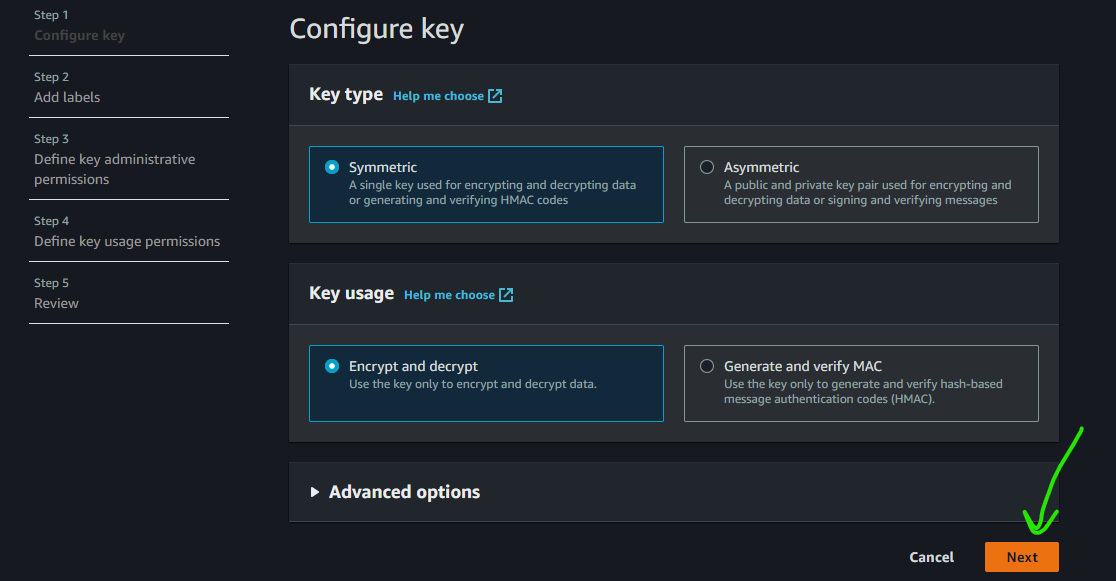 Step 1
Configure key
Step 2
Add labels
Step 3
Define key administrative
permissions
Step 4
Define key usage permissions
Step 5
Review
Configure key
Key type Help me choose
Symmetric
A single key used for encrypting and decrypting data
or generating and verifying HMAC codes
Asymmetric
A public and private key pair used for encrypting and
decrypting data or signing and verifying messages
Key usage Help me choose
Encrypt and decrypt
Use the key only to encrypt and decrypt data.
Generate and verify MAC
Use the key only to generate and verify hash-based
message authentication codes (HMAC).
Advanced options
Cancel Next